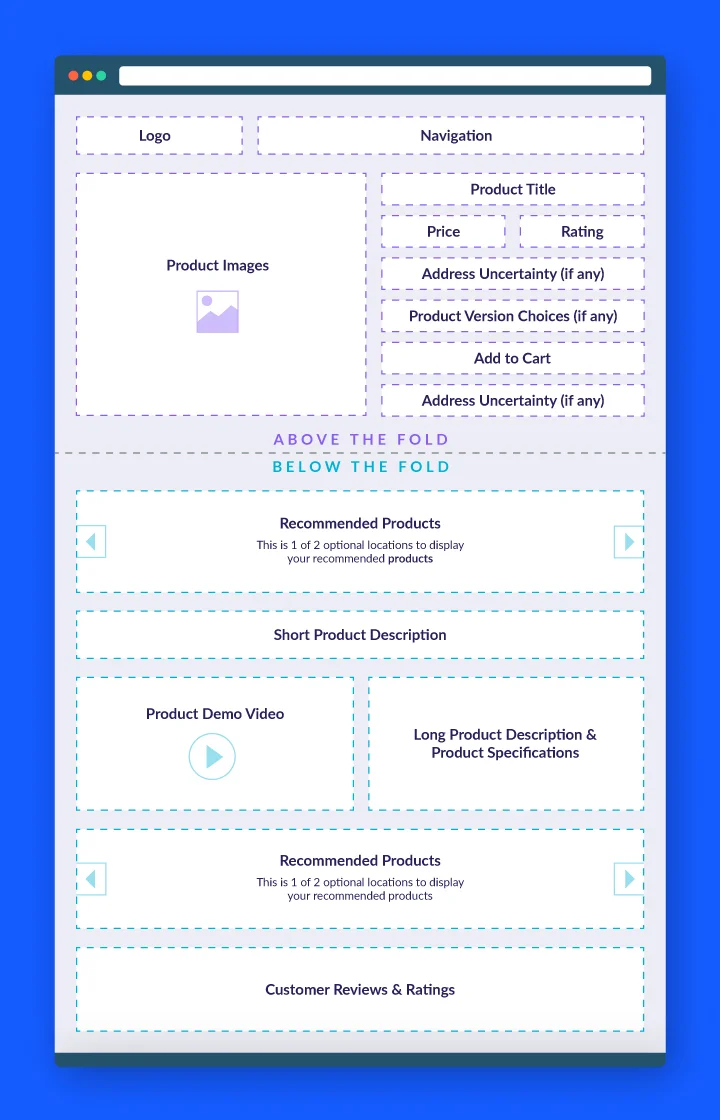 Logo
Navigation
Product Title
Price
Rating
Product Images
Address Uncertainty (if any)
Product Version Choices (if any)
Add to Cart
Address Uncertainty (if any)
ABOVE THE FOLD
BELOW THE FOLD
Recommended Products
This is 1 of 2 optional locations to display
your recommended products
Short Product Description
Product Demo Video
Long Product Description &
Product Specifications
Recommended Products
This is 1 of 2 optional locations to display
your recommended products
Customer Reviews & Ratings